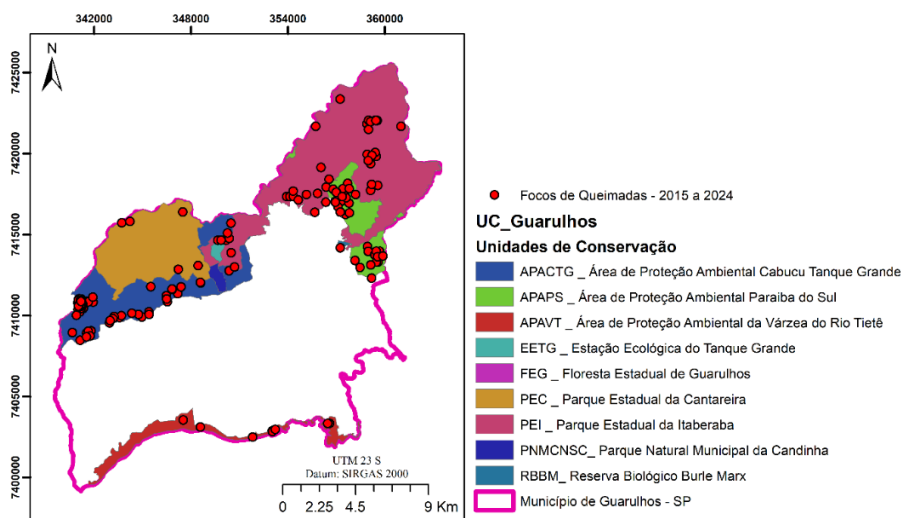 342000 348000 354000 360000
N
7425000
7420000
7415000
7410000
7405000
7400000
UTM 23 S
Datum: SIRGAS 2000
0 2.25 4.5 9 Km
Focos de Queimadas - 2015 a 2024
UC_Guarulhos
Unidades de Conservação
APACTG _ Área de Proteção Ambiental Cabucu Tanque Grande
APAPS _ Área de Proteção Ambiental Paraiba do Sul
APAVT _ Área de Proteção Ambiental da Várzea do Rio Tietê
EETG _ Estação Ecológica do Tanque Grande
FEG _ Floresta Estadual de Guarulhos
PEC _ Parque Estadual da Cantareira
PEI _ Parque Estadual da Itaberaba
PNMCNSC _ Parque Natural Municipal da Candinha
RBBM _ Reserva Biológico Burle Marx
Município de Guarulhos - SP